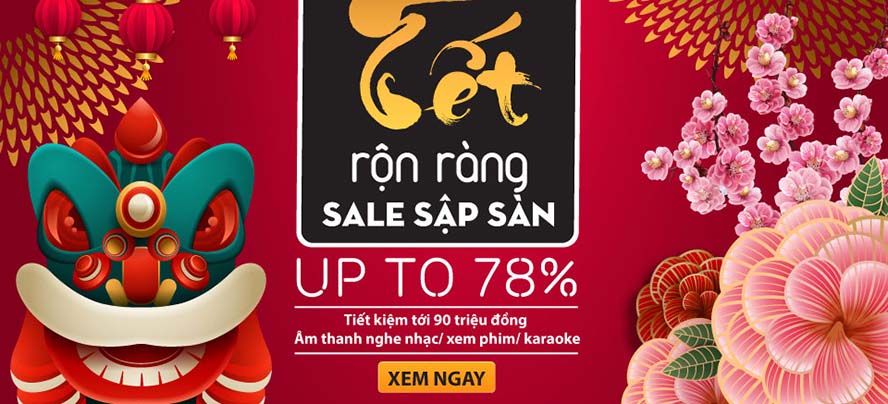 Tết
rộn ràng
SALE SẬP SÀN
UP TO 78%
Tiết kiệm tới 90 triệu đồng
Âm thanh nghe nhạc/ xem phim/ karaoke
XEM NGAY